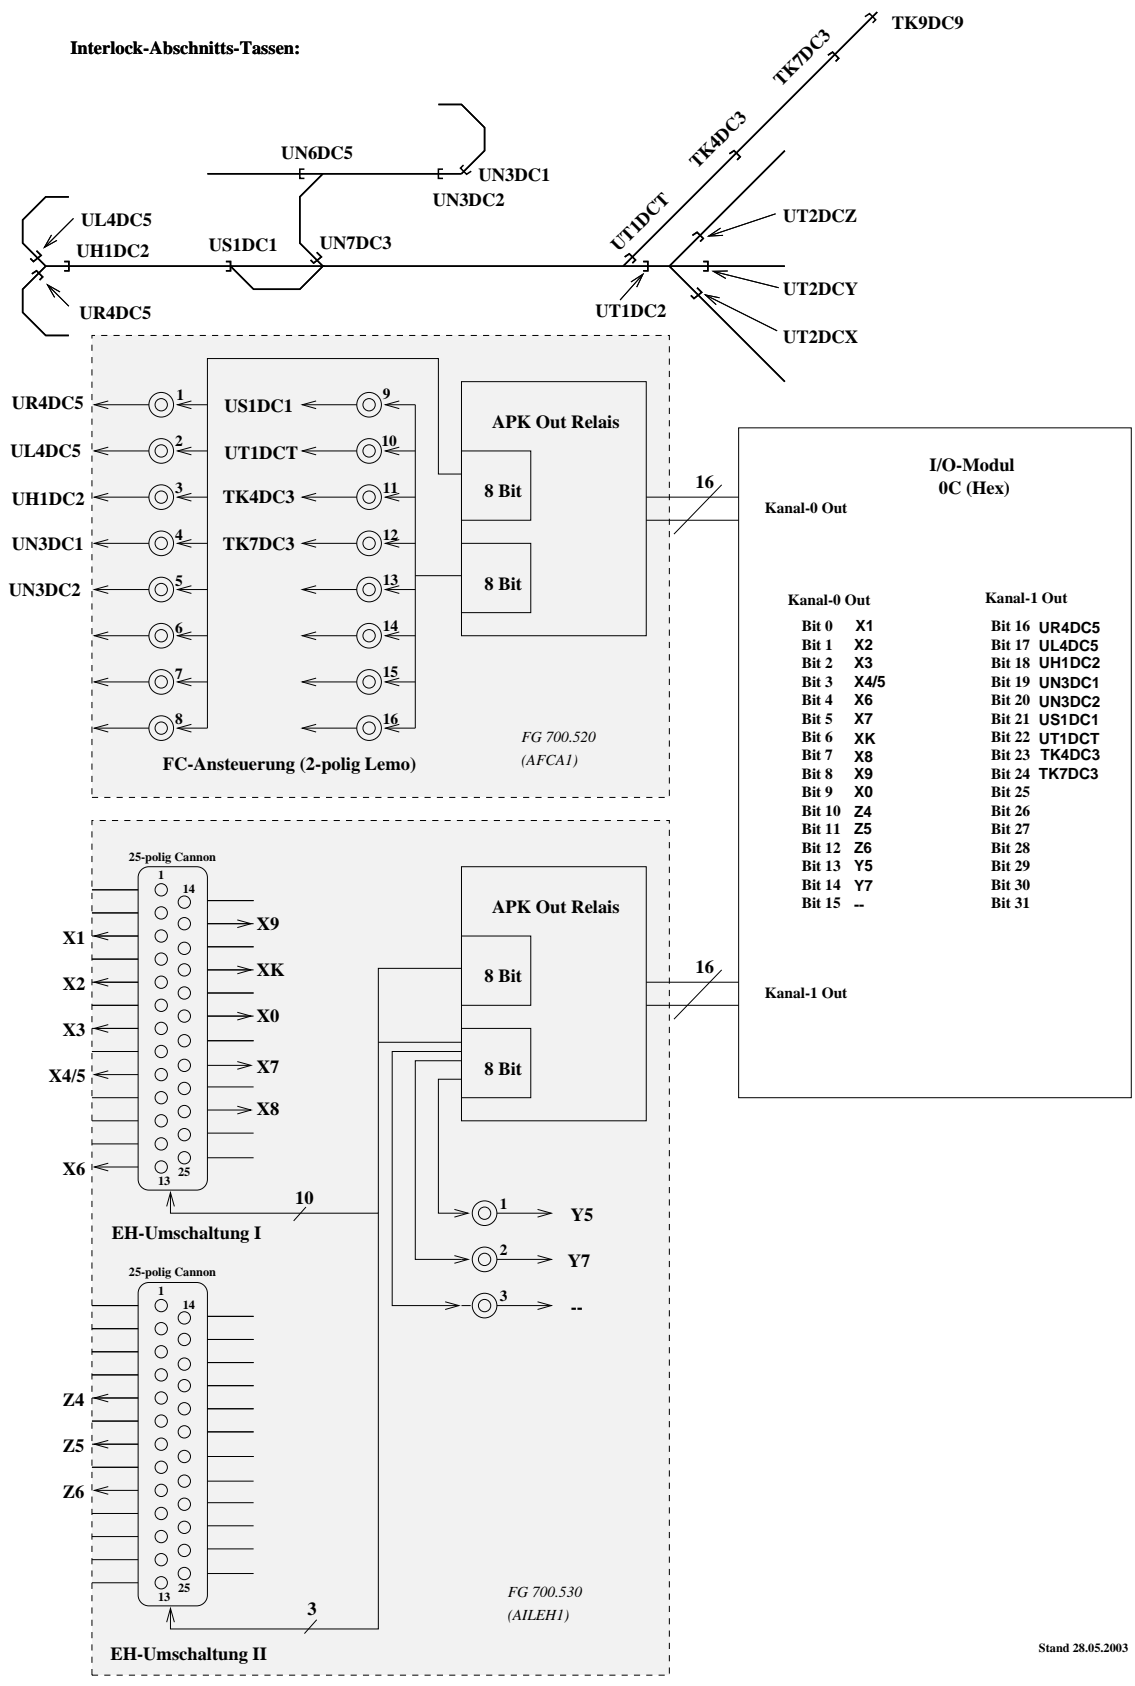 Interlock-Abschnitts-Tassen:
TK9DC9
TK7DC3
TK4DC3
UT1DCT
UN6DC5
UN3DC1
UN3DC2
UL4DC5
UH1DC2
US1DC1
UN7DC3
UR4DC5
UT1DC2
UT2DCZ
UT2DCY
UT2DCX
UR4DC5 1
UL4DC5 2
UH1DC2 3
UN3DC1 4
UN3DC2 5
6
7
8
US1DC1 9
UT1DCT 10
TK4DC3 11
TK7DC3 12
13
14
15
16
APK Out Relais
8 Bit
8 Bit
FG 700.520
(AFCA1)
FC-Ansteuerung (2-polig Lemo)
16
I/O-Modul
0C (Hex)
Kanal-0 Out
Kanal-0 Out
Bit 0 X1
Bit 1 X2
Bit 2 X3
Bit 3 X4/5
Bit 4 X6
Bit 5 X7
Bit 6 XK
Bit 7 X8
Bit 8 X9
Bit 9 X0
Bit 10 Z4
Bit 11 Z5
Bit 12 Z6
Bit 13 Y5
Bit 14 Y7
Bit 15 --
Kanal-1 Out
Bit 16 UR4DC5
Bit 17 UL4DC5
Bit 18 UH1DC2
Bit 19 UN3DC1
Bit 20 UN3DC2
Bit 21 US1DC1
Bit 22 UT1DCT
Bit 23 TK4DC3
Bit 24 TK7DC3
Bit 25
Bit 26
Bit 27
Bit 28
Bit 29
Bit 30
Bit 31
Kanal-1 Out
16
25-polig Cannon
1
14
X1
X2
X3
X4/5
X6
X9
XK
X0
X7
X8
13
25
EH-Umschaltung I
10
APK Out Relais
8 Bit
8 Bit
1 Y5
2 Y7
3 --
25-polig Cannon
1
14
Z4
Z5
Z6
13
25
3
EH-Umschaltung II
FG 700.530
(AILEH1)
Stand 28.05.2003